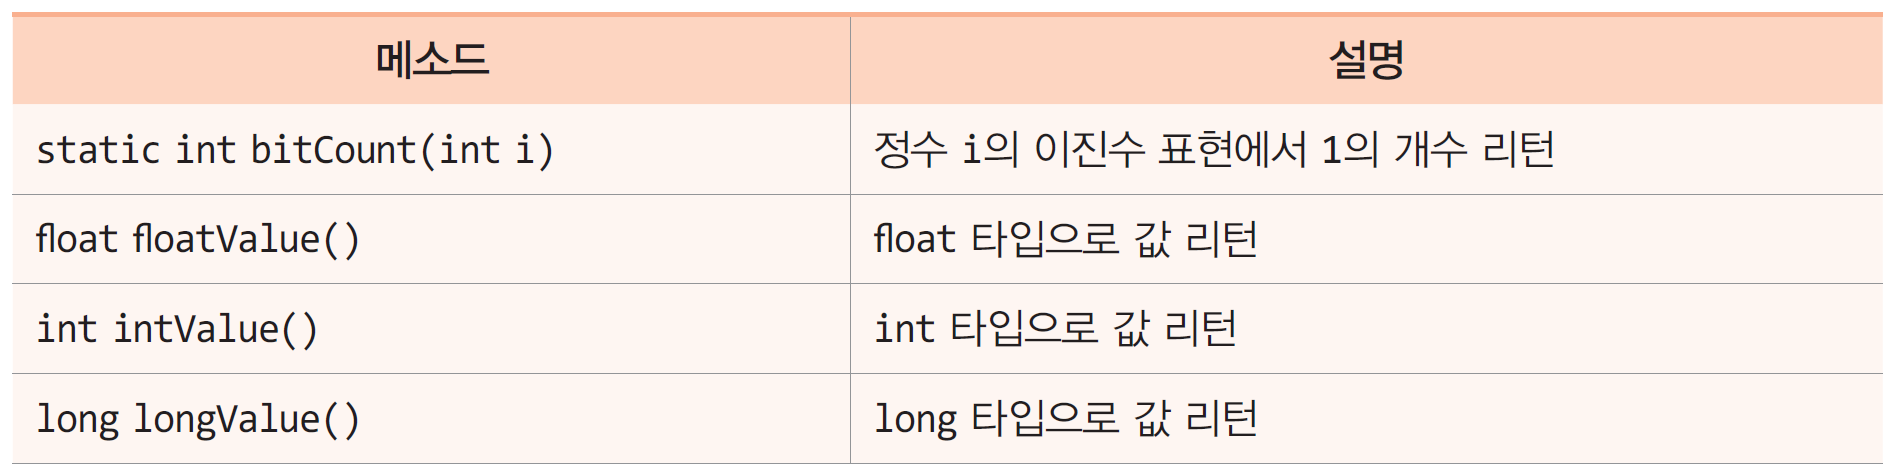 메소드 설명
static int bitCount(int i) 정수 i의 이진수 표현에서 1의 개수 리턴
float floatValue() float 타입으로 값 리턴
int intValue() int 타입으로 값 리턴
long longValue() long 타입으로 값 리턴